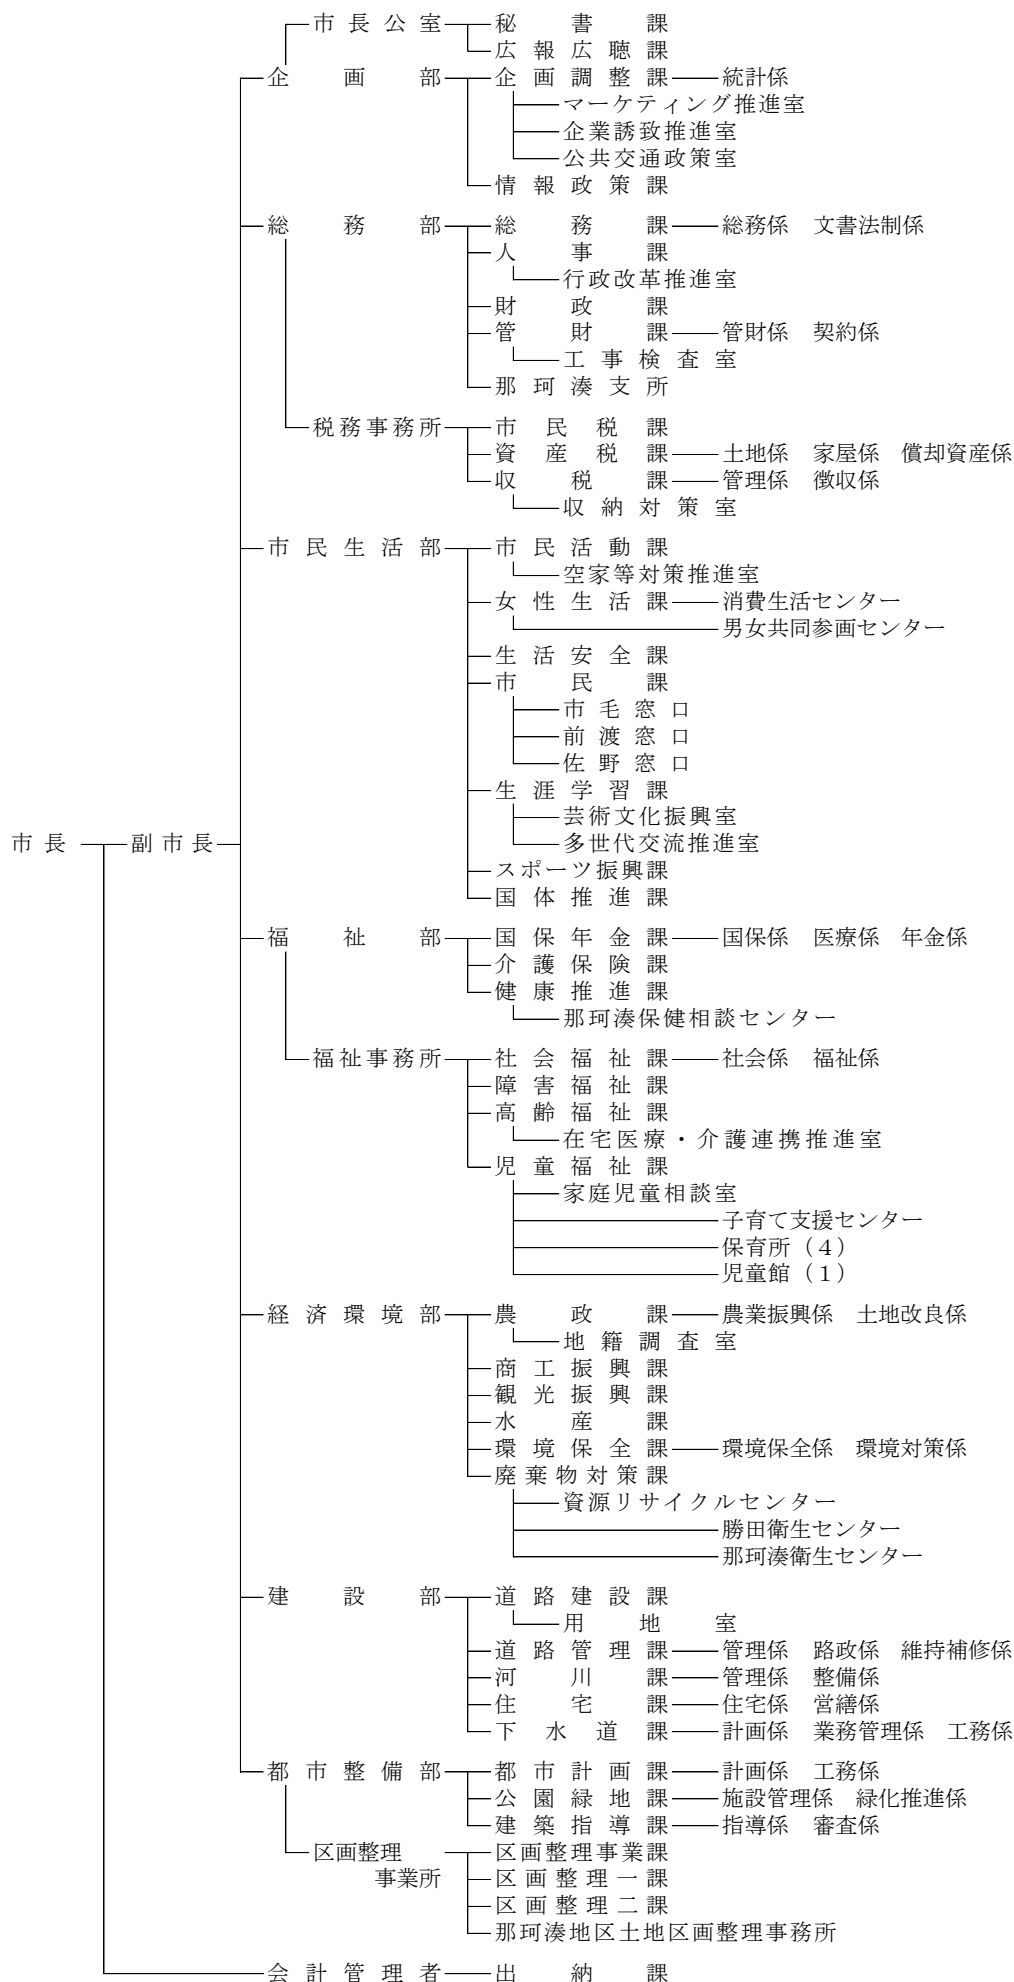 市長公室 秘書課
広報広聴課
企画部 企画調整課 統計係
マーケティング推進室
企業誘致推進室
公共交通政策室
情報政策課
総務部 総務課 総務係 文書法制係
人事課
行政改革推進室
財政課
管財課 管財係 契約係
工事検査室
那珂湊支所
税務事務所 市民税課
資産税課 土地係 家屋係 償却資産係
収税課 管理係 徴収係
収納対策室
市民生活部 市民活動課
空家等対策推進室
女性生活課 消費生活センター
男女共同参画センター
生活安全課
市民課
市毛窓口
前渡窓口
佐野窓口
生涯学習課
芸術文化振興室
市長 副市長 多世代交流推進室
スポーツ振興課
国体推進課
福祉部 国保年金課 国保係 医療係 年金係
介護保険課
健康推進課
那珂湊保健相談センター
福祉事務所 社会福祉課 社会係 福祉係
障害福祉課
高齢福祉課
在宅医療・介護連携推進室
児童福祉課
家庭児童相談室
子育て支援センター
保育所(4)
児童館(1)
経済環境部 農政課 農業振興係 土地改良係
地籍調査室
商工振興課
観光振興課
水産課
環境保全課 環境保全係 環境対策係
廃棄物対策課
資源リサイクルセンター
勝田衛生センター
那珂湊衛生センター
建設部 道路建設課
用地室
道路管理課 管理係 路政係 維持補修係
河川課 管理係 整備係
住宅課 住宅係 営繕係
下水道課 計画係 業務管理係 工務係
都市整備部 都市計画課 計画係 工務係
公園緑地課 施設管理係 緑化推進係
建築指導課 指導係 審査係
区画整理 区画整理事業課
事業所 区画整理一課
区画整理二課
那珂湊地区土地区画整理事務所
会計管理者 出納課